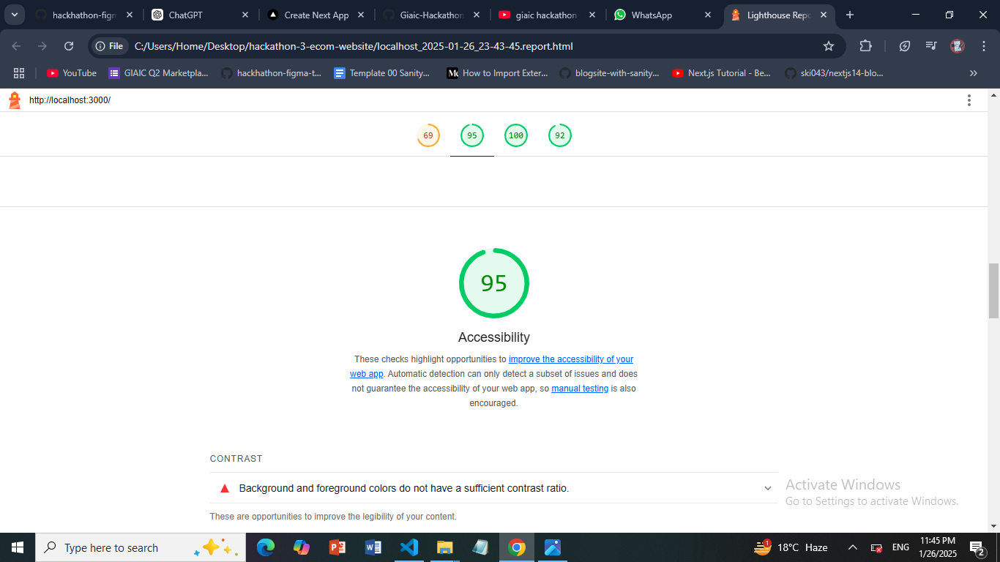 hackhathon-figm
ChatGPT
Create Next App
Giaic-Hackathon
giaic hackathon
WhatsApp
Lighthouse Repo
File
C:/Users/Home/Desktop/hackathon-3-ecom-website/localhost_2025-01-26_23-43-45.report.html
YouTube
GIAIC Q2 Marketpla...
hackhathon-figma-t...
Template 00 Sanity...
How to Import Exter...
blogsite-with-sanity...
Next.js Tutorial - Be...
ski043/nextjs14-blo...
http://localhost:3000/
69
95
100
92
95
Accessibility
These checks highlight opportunities to improve the accessibility of your
web app. Automatic detection can only detect a subset of issues and does
not guarantee the accessibility of your web app, so manual testing is also
encouraged.
CONTRAST
Background and foreground colors do not have a sufficient contrast ratio.
These are opportunities to improve the legibility of your content.
Activate Windows
Go to Settings to activate Windows.
Type here to search
1
18°C Haze
ENG
11:45 PM
1/26/2025
2